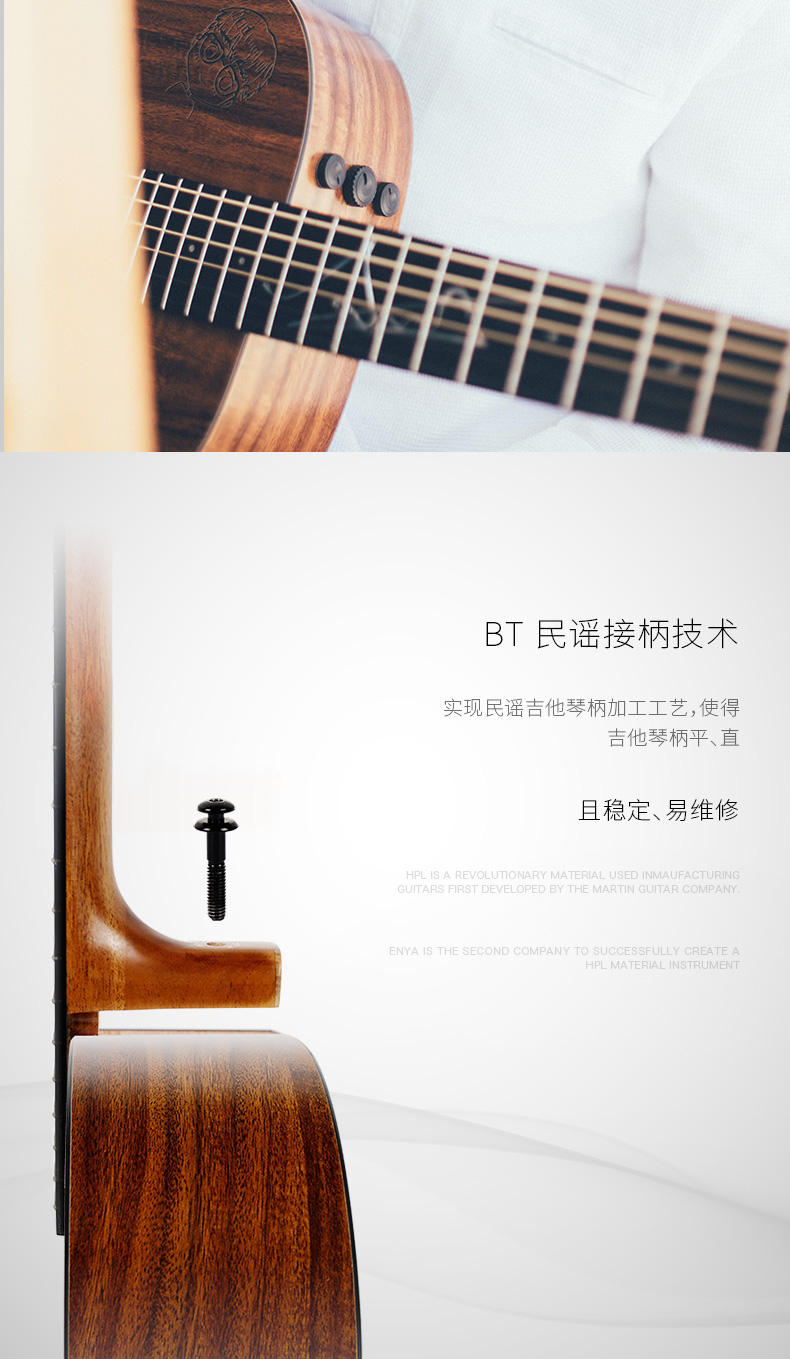 BT 民谣接柄技术
实现民谣吉他琴柄加工工艺,使得
吉他琴柄平、直
且稳定、易维修
HPL IS A REVOLUTIONARY MATERIAL USED INMAUFACTURING
GUITARS FIRST DEVELOPED BY THE MARTIN GUITAR COMPANY.
ENYA IS THE SECOND COMPANY TO SUCCESSFULLY CREATE A
HPL MATERIAL INSTRUMENT